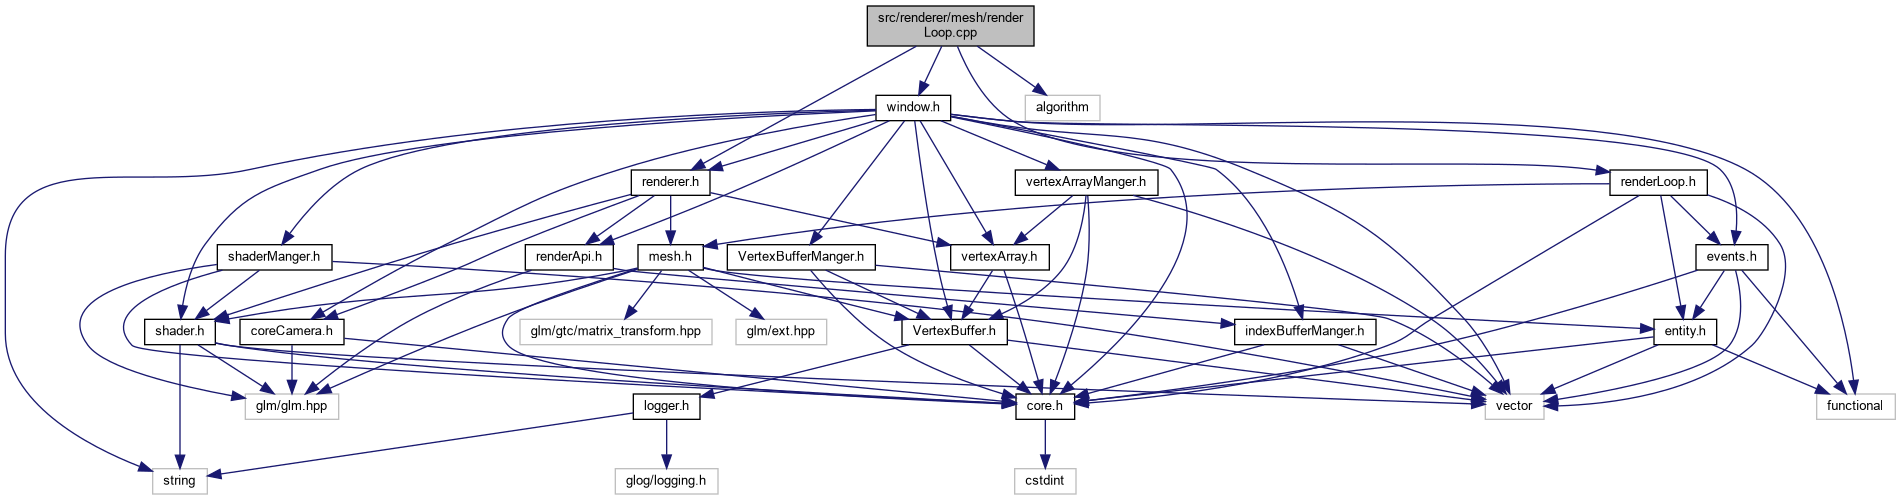 src/renderer/mesh/render
Loop.cpp
window.h
algorithm
renderer.h
vertexArrayManger.h
renderLoop.h
shaderManger.h
renderApi.h
mesh.h
VertexBufferManger.h
vertexArray.h
events.h
shader.h
coreCamera.h
glm/gtc/matrix_transform.hpp
glm/ext.hpp
VertexBuffer.h
indexBufferManger.h
entity.h
glm/glm.hpp
logger.h
core.h
vector
functional
string
glog/logging.h
cstdint